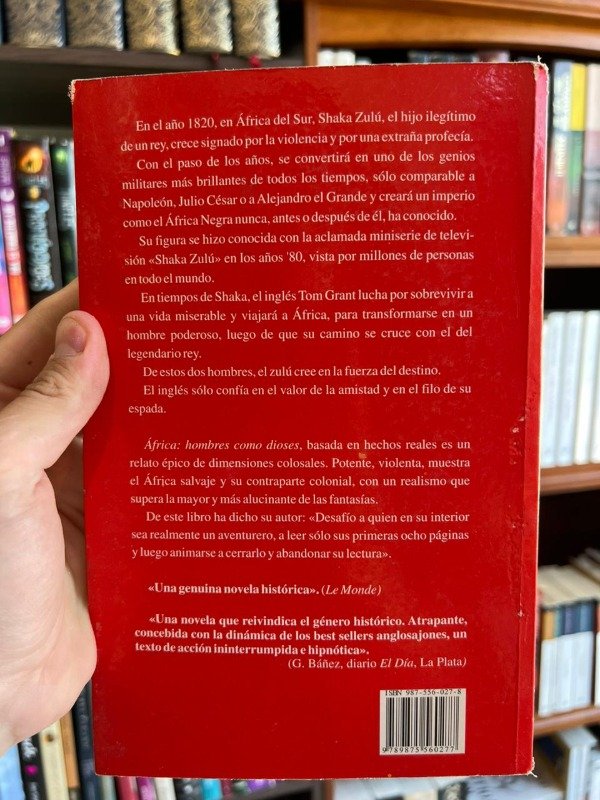 En el año 1820, en África del Sur, Shaka Zulú, el hijo ilegítimo
de un rey, crece signado por la violencia y por una extraña profecía.
Con el paso de los años, se convertirá en uno de los genios
militares más brillantes de todos los tiempos, sólo comparable a
Napoleón, Julio César o a Alejandro el Grande y creará un imperio
como el África Negra nunca, antes o después de él, ha conocido.
Su figura se hizo conocida con la aclamada miniserie de televi-
sión «Shaka Zulú» en los años '80, vista por millones de personas
en todo el mundo.
En tiempos de Shaka, el inglés Tom Grant lucha por sobrevivir a
una vida miserable y viajará a África, para transformarse en un
hombre poderoso, luego de que su camino se cruce con el del
legendario rey.
De estos dos hombres, el zulú cree en la fuerza del destino.
El inglés sólo confía en el valor de la amistad y en el filo de su
espada.
África: hombres como dioses, basada en hechos reales es un
relato épico de dimensiones colosales. Potente, violenta, muestra
el África salvaje y su contraparte colonial, con un realismo que
supera la mayor y más alucinante de las fantasías.
De este libro ha dicho su autor: «Desafío a quien en su interior
sea realmente un aventurero, a leer sólo sus primeras ocho páginas
y luego animarse a cerrarlo y abandonar su lectura».
«Una genuina novela histórica». (Le Monde)
«Una novela que reivindica el género histórico. Atrapante,
concebida con la dinámica de los best sellers anglosajones, un
texto de acción ininterrumpida e hipnótica».
(G. Báñez, diario El Día, La Plata)
ISBN 987-556-027-8
9789875560277